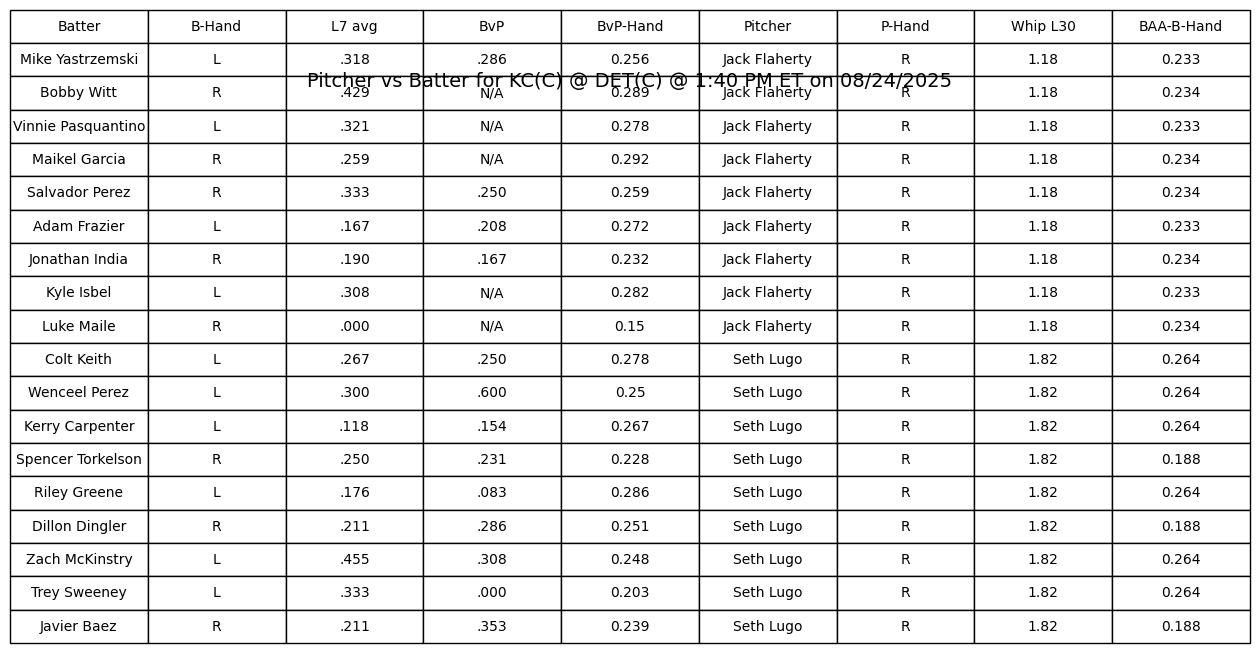 Batter B-Hand L7 avg BvP BvP-Hand Pitcher P-Hand Whip L30 BAA-B-Hand
Mike Yastrzemski L .318 .286 0.256 Jack Flaherty R 1.18 0.233
Pitcher vs Batter for KC(C) @ DET(C) @ 1:40 PM ET on 08/24/2025
Bobby Witt R .429 N/A 0.289 Jack Flaherty R 1.18 0.234
Vinnie Pasquantino L .321 N/A 0.278 Jack Flaherty R 1.18 0.233
Maikel Garcia R .259 N/A 0.292 Jack Flaherty R 1.18 0.234
Salvador Perez R .333 .250 0.259 Jack Flaherty R 1.18 0.234
Adam Frazier L .167 .208 0.272 Jack Flaherty R 1.18 0.233
Jonathan India R .190 .167 0.232 Jack Flaherty R 1.18 0.234
Kyle Isbel L .308 N/A 0.282 Jack Flaherty R 1.18 0.233
Luke Maile R .000 N/A 0.15 Jack Flaherty R 1.18 0.234
Colt Keith L .267 .250 0.278 Seth Lugo R 1.82 0.264
Wenceel Perez L .300 .600 0.25 Seth Lugo R 1.82 0.264
Kerry Carpenter L .118 .154 0.267 Seth Lugo R 1.82 0.264
Spencer Torkelson R .250 .231 0.228 Seth Lugo R 1.82 0.188
Riley Greene L .176 .083 0.286 Seth Lugo R 1.82 0.264
Dillon Dingler R .211 .286 0.251 Seth Lugo R 1.82 0.188
Zach McKinstry L .455 .308 0.248 Seth Lugo R 1.82 0.264
Trey Sweeney L .333 .000 0.203 Seth Lugo R 1.82 0.264
Javier Baez R .211 .353 0.239 Seth Lugo R 1.82 0.188